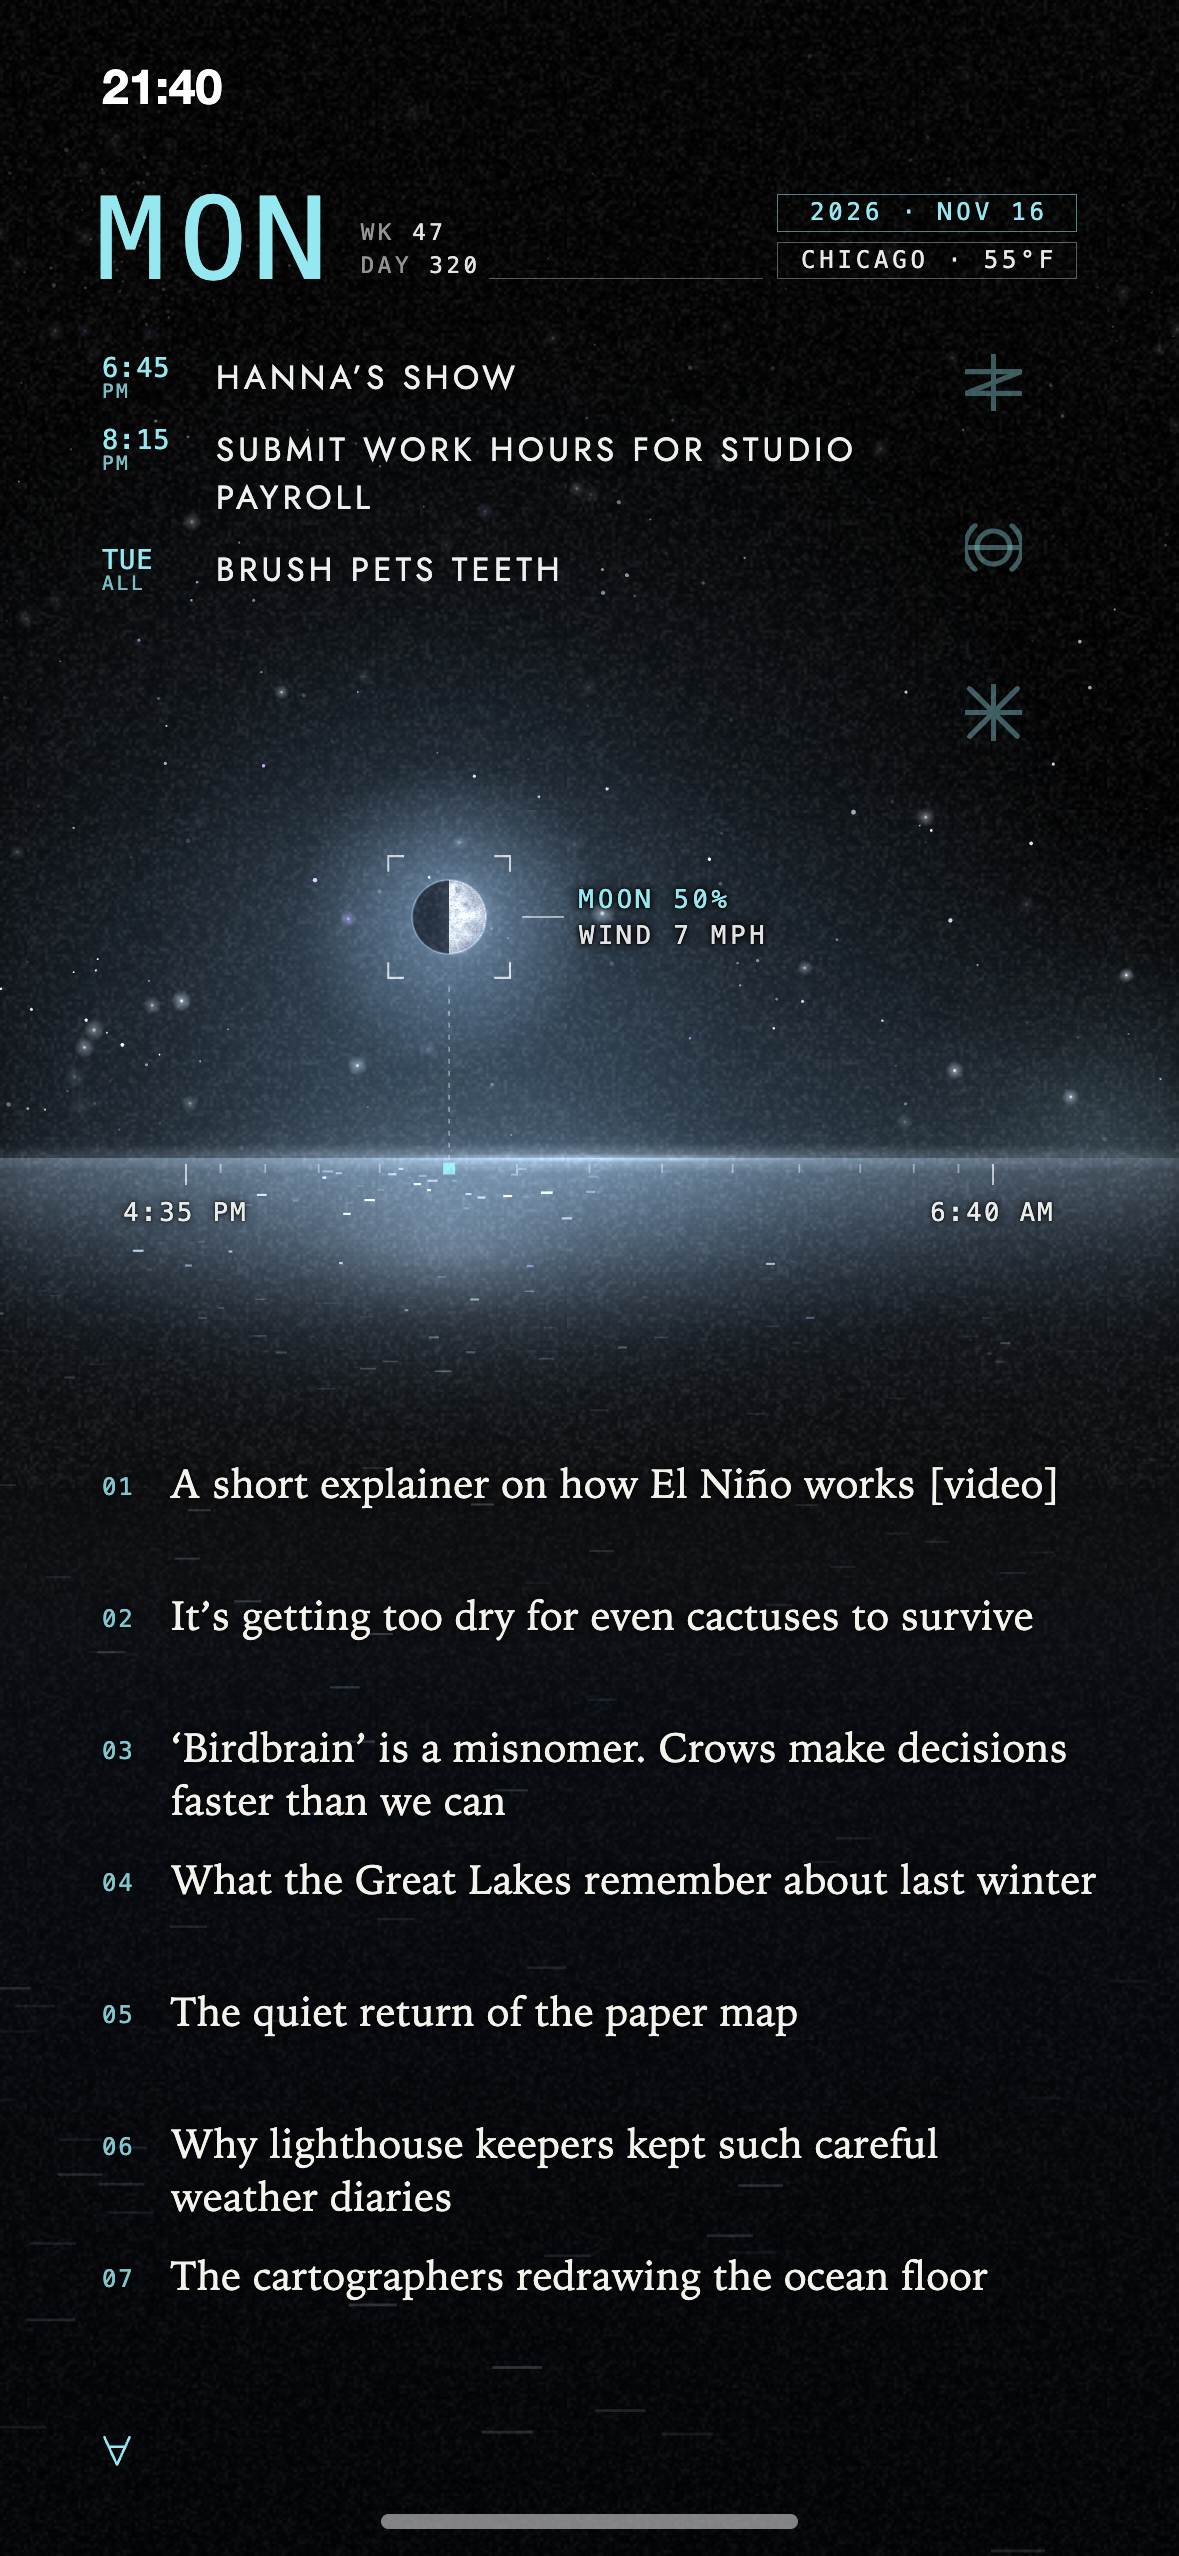 21:40
MON
WK 47
DAY 320
2026 · NOV 16
CHICAGO · 55°F
6:45
PM
HANNA’S SHOW
8:15
PM
SUBMIT WORK HOURS FOR STUDIO
PAYROLL
TUE
ALL
BRUSH PETS TEETH
MOON 50%
WIND 7 MPH
4:35 PM
6:40 AM
01 A short explainer on how El Niño works [video]
02 It’s getting too dry for even cactuses to survive
03 ‘Birdbrain’ is a misnomer. Crows make decisions
faster than we can
04 What the Great Lakes remember about last winter
05 The quiet return of the paper map
06 Why lighthouse keepers kept such careful
weather diaries
07 The cartographers redrawing the ocean floor
∀